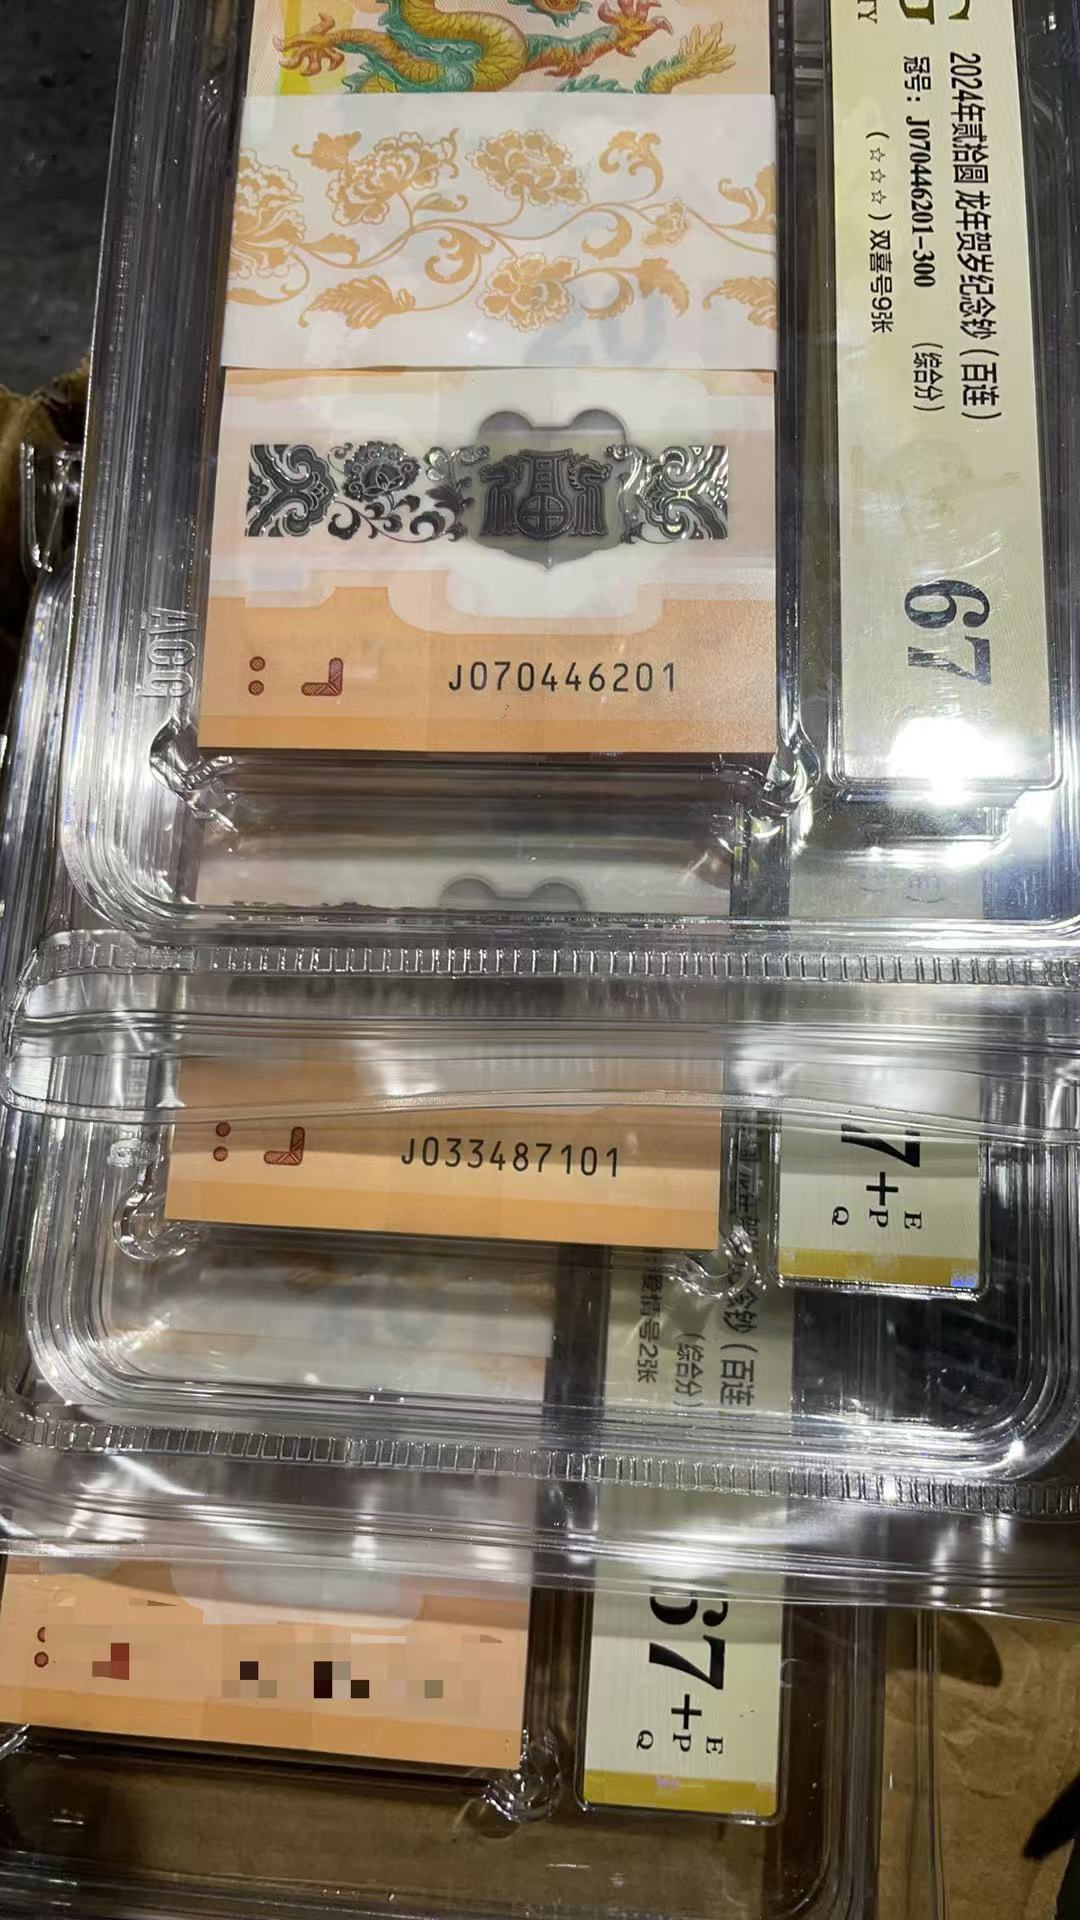 2024年贰拾圆 龙年贺岁纪念钞（百连）
冠号：J070446201-300 （综合分）
（☆☆☆）双喜号9张
67
20
ACG
J070446201
J033487101
7+
E
P
Q
念钞（百连）
（综合分）
爱情号2张
67+
E
P
Q